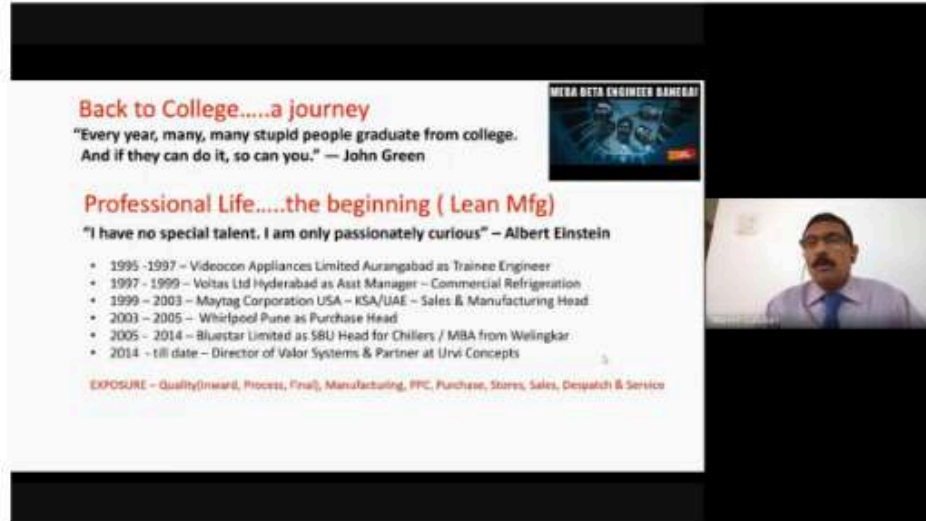 Back to College.....a journey
MERA BETA ENGINEER BANEGA!
"Every year, many, many stupid people graduate from college.
And if they can do it, so can you." — John Green
Professional Life.....the beginning ( Lean Mfg)
"I have no special talent. I am only passionately curious" – Albert Einstein
• 1995 -1997 – Videocon Appliances Limited Aurangabad as Trainee Engineer
• 1997 - 1999 – Voltas Ltd Hyderabad as Asst Manager – Commercial Refrigeration
• 1999 – 2003 – Maytag Corporation USA – KSA/UAE – Sales & Manufacturing Head
• 2003 – 2005 – Whirlpool Pune as Purchase Head
• 2005 - 2014 – Bluestar Limited as SBU Head for Chillers / MBA from Welingkar
• 2014 - till date – Director of Valor Systems & Partner at Urvi Concepts
EXPOSURE – Quality(Inward, Process, Final), Manufacturing, PPC, Purchase, Stores, Sales, Despatch & Service